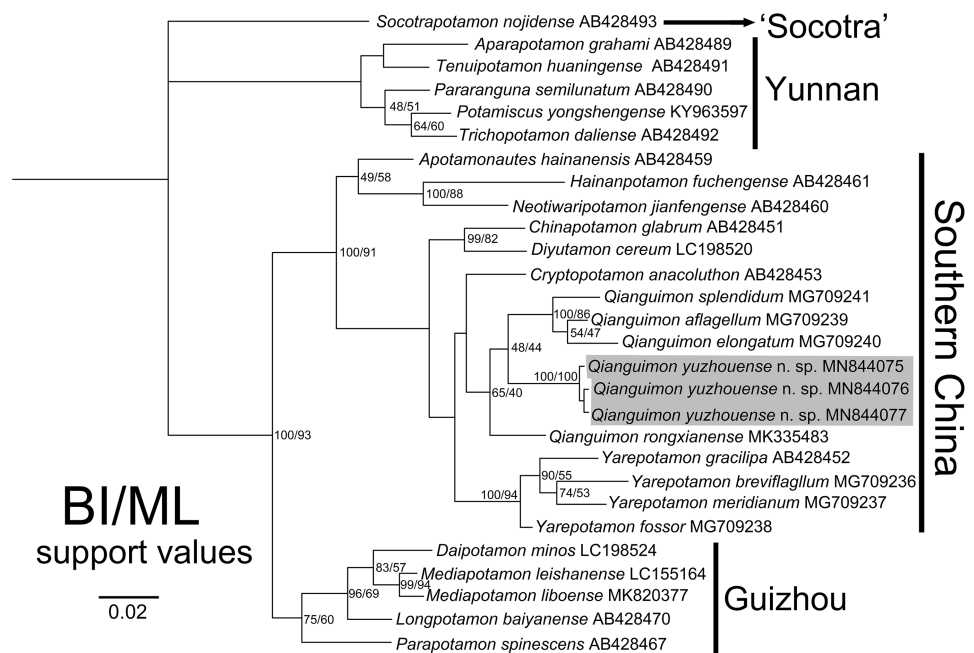 Socotrapotamon nojidense AB428493
'Socotra'
Aparapotamon grahami AB428489
Tenuipotamon huaningense AB428491
Pararanguna semilunatum AB428490
48/51
Potamiscus yongshengense KY963597
64/60
Trichopotamon daliense AB428492
Yunnan
Apotamonautes hainanensis AB428459
49/58
Hainanpotamon fuchengense AB428461
100/88
Neotiwaripotamon jianfengense AB428460
100/91
Chinapotamon glabrum AB428451
99/82
Diyutamon cereum LC198520
Cryptopotamon anacoluthon AB428453
Qianguimon splendidum MG709241
100/86
Qianguimon aflagellum MG709239
54/47
Qianguimon elongatum MG709240
48/44
Qianguimon yuzhouense n. sp. MN844075
100/100
Qianguimon yuzhouense n. sp. MN844076
65/40
Qianguimon yuzhouense n. sp. MN844077
Qianguimon rongxianense MK335483
100/93
Yarepotamon gracilipa AB428452
90/55
Yarepotamon breviflagllum MG709236
74/53
100/94
Yarepotamon meridianum MG709237
Yarepotamon fossor MG709238
Southern China
BI/ML
support values
0.02
Daipotamon minos LC198524
83/57
Mediapotamon leishanense LC155164
99/94
Mediapotamon liboense MK820377
96/69
Longpotamon baiyanense AB428470
75/60
Parapotamon spinescens AB428467
Guizhou